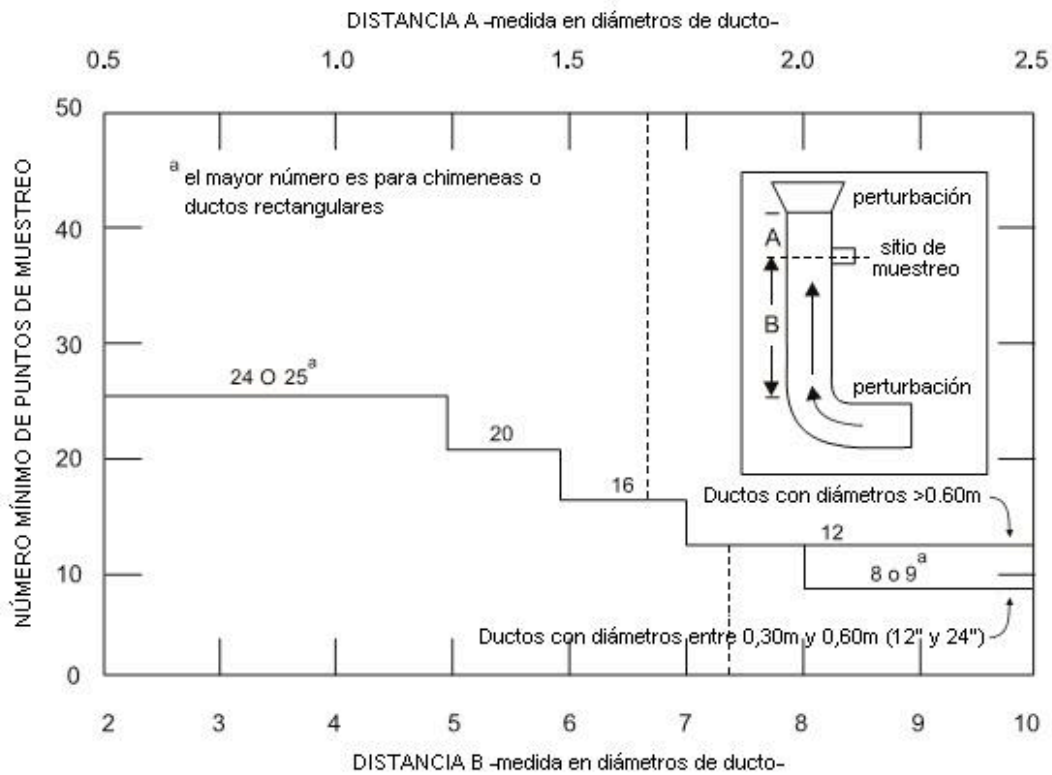 DISTANCIA A -medida en diámetros de ducto-
0.5 1.0 1.5 2.0 2.5
NÚMERO MÍNIMO DE PUNTOS DE MUESTREO
50
40
30
20
10
0
a el mayor número es para chimeneas o
ductos rectangulares
perturbación
A
sitio de
muestreo
B
perturbación
24 O 25 a
20
16
Ductos con diámetros >0.60m
12
8 o 9 a
Ductos con diámetros entre 0,30m y 0,60m (12" y 24")
2 3 4 5 6 7 8 9 10
DISTANCIA B -medida en diámetros de ducto-